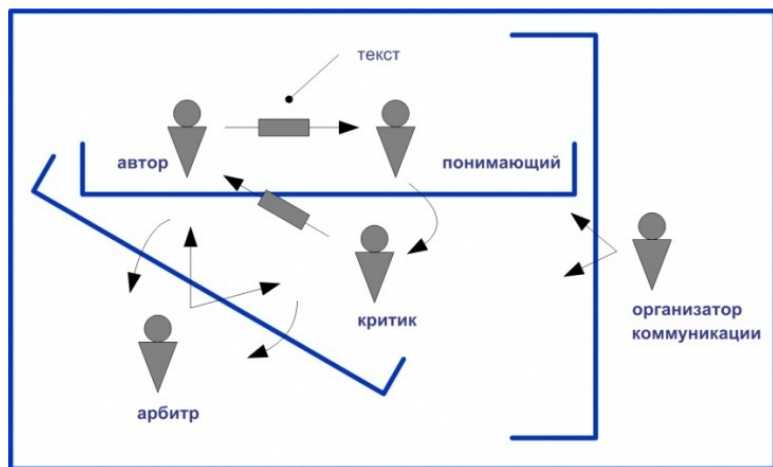 текст
автор
понимающий
критик
организатор
коммуникации
арбитр